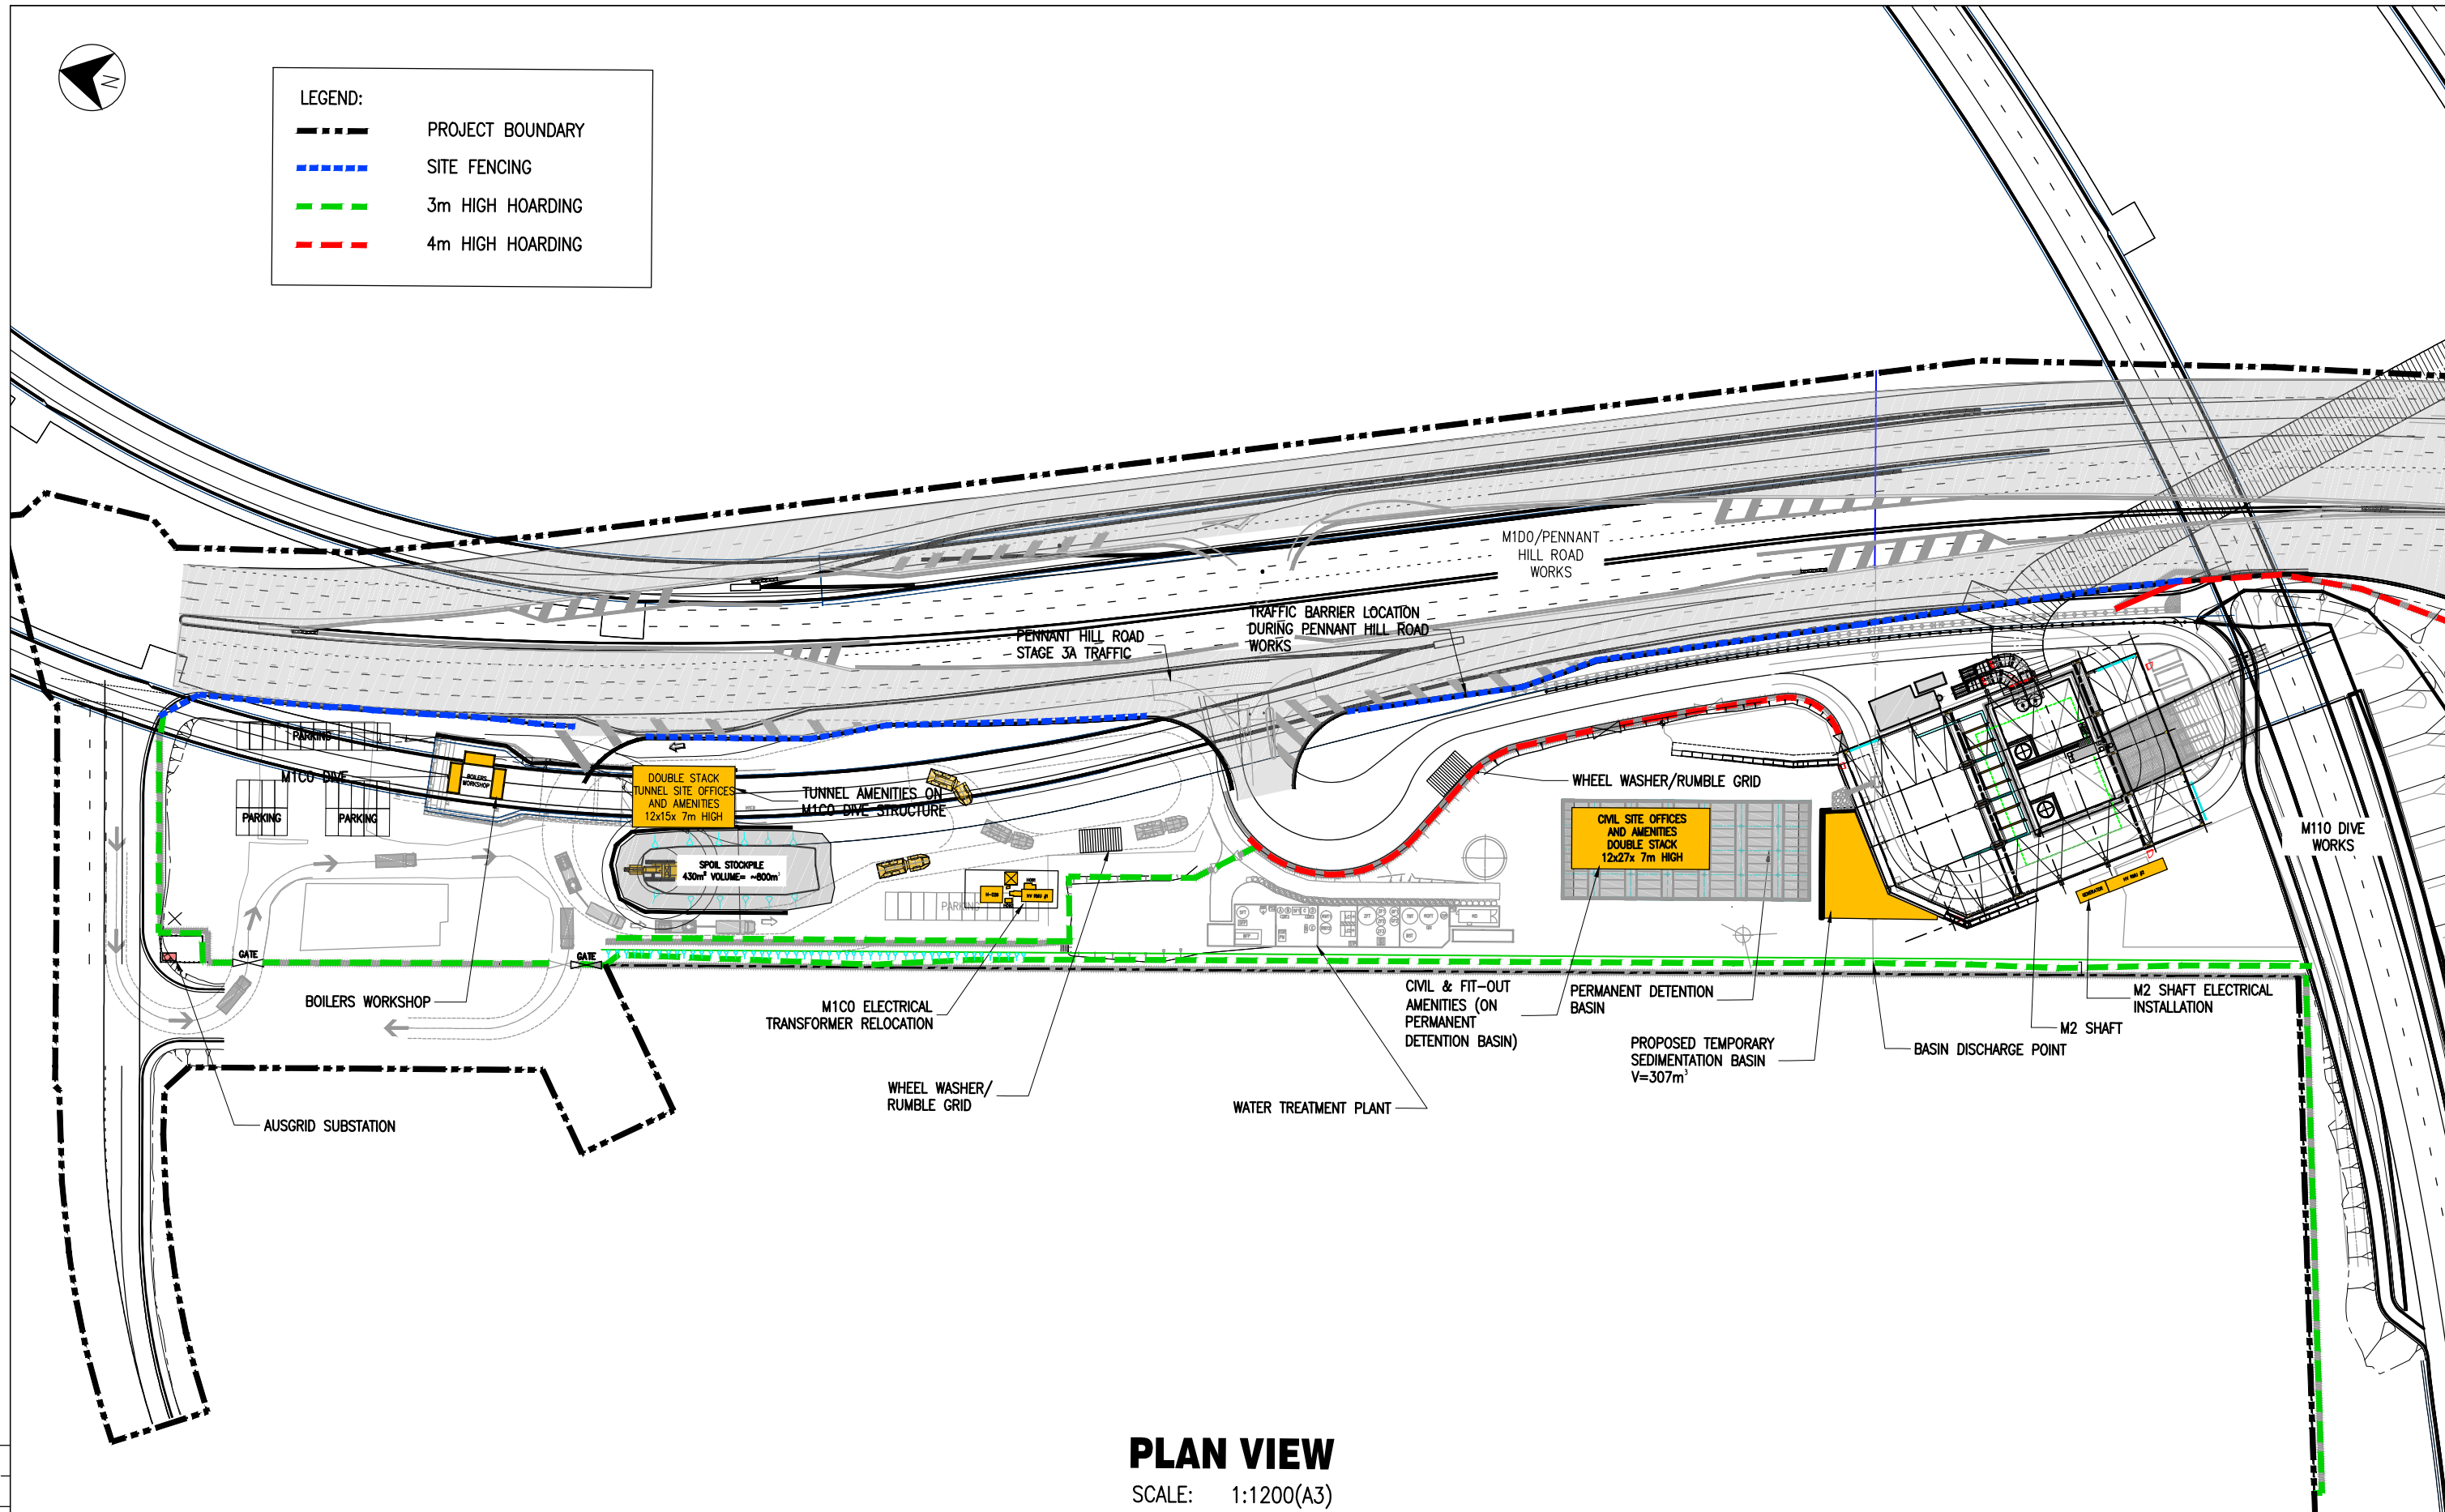 N
LEGEND:
PROJECT BOUNDARY
SITE FENCING
3m HIGH HOARDING
4m HIGH HOARDING
M1D0/PENNANT
HILL ROAD
WORKS
TRAFFIC BARRIER LOCATION
DURING PENNANT HILL ROAD
WORKS
PENNANT HILL ROAD
STAGE 3A TRAFFIC
PARKING
M1C0 DIVE
BOILERS
WORKSHOP
PARKING
PARKING
DOUBLE STACK
TUNNEL SITE OFFICES
AND AMENITIES
12x15x 7m HIGH
TUNNEL AMENITIES ON
M1C0 DIVE STRUCTURE
SPOIL STOCKPILE
430m² VOLUME= ~800m³
PARKING
WHEEL WASHER/RUMBLE GRID
CIVIL SITE OFFICES
AND AMENITIES
DOUBLE STACK
12x27x 7m HIGH
M110 DIVE
WORKS
GENERATOR
GATE
GATE
BOILERS WORKSHOP
M1C0 ELECTRICAL
TRANSFORMER RELOCATION
CIVIL & FIT-OUT
AMENITIES (ON
PERMANENT
DETENTION BASIN)
PERMANENT DETENTION
BASIN
M2 SHAFT ELECTRICAL
INSTALLATION
M2 SHAFT
PROPOSED TEMPORARY
SEDIMENTATION BASIN
V=307m³
BASIN DISCHARGE POINT
WHEEL WASHER/
RUMBLE GRID
WATER TREATMENT PLANT
AUSGRID SUBSTATION
PLAN VIEW
SCALE: 1:1200(A3)